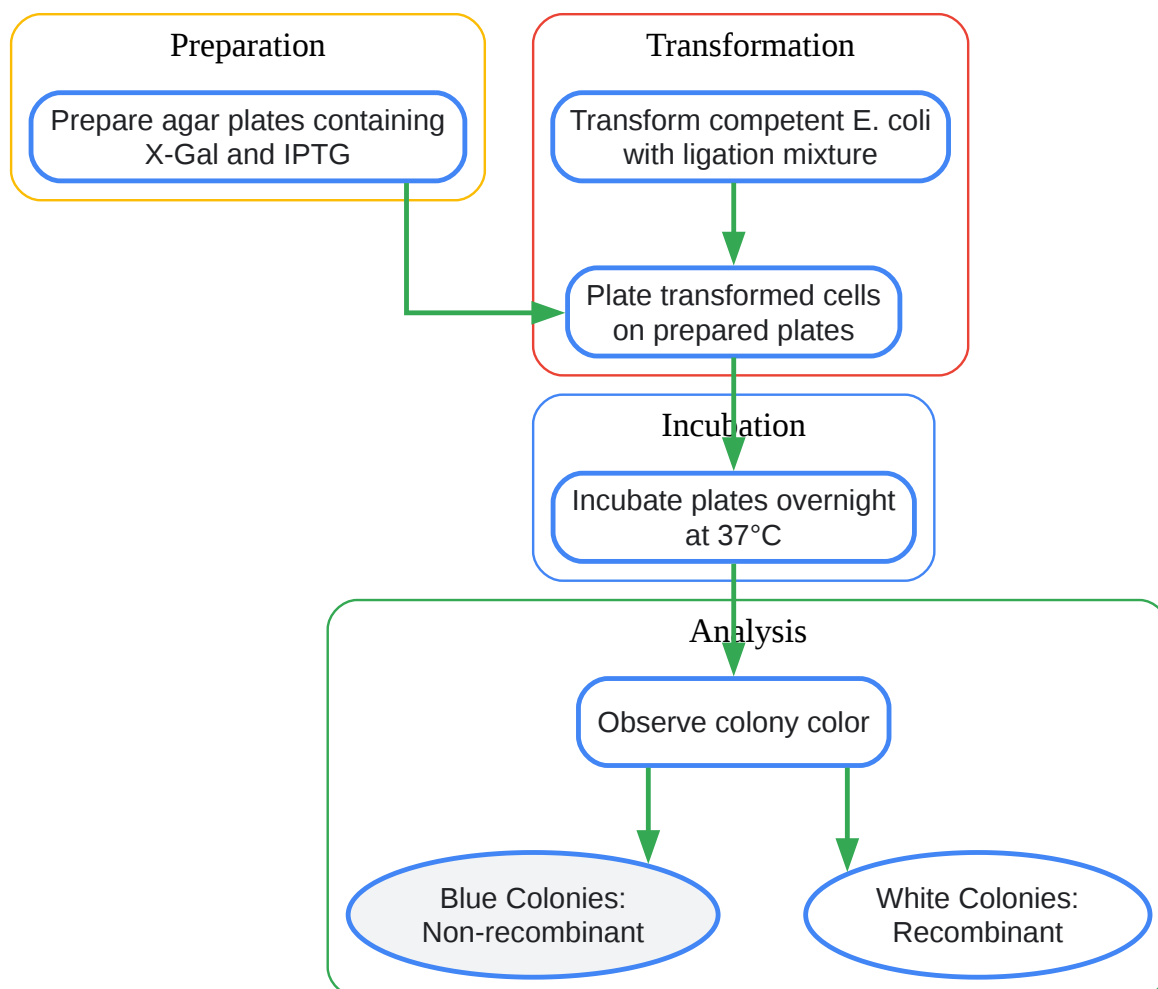 Preparation
Prepare agar plates containing
X-Gal and IPTG
Transformation
Transform competent E. coli
with ligation mixture
Plate transformed cells
on prepared plates
Incubation
Incubate plates overnight
at 37°C
Analysis
Observe colony color
Blue Colonies:
Non-recombinant
White Colonies:
Recombinant